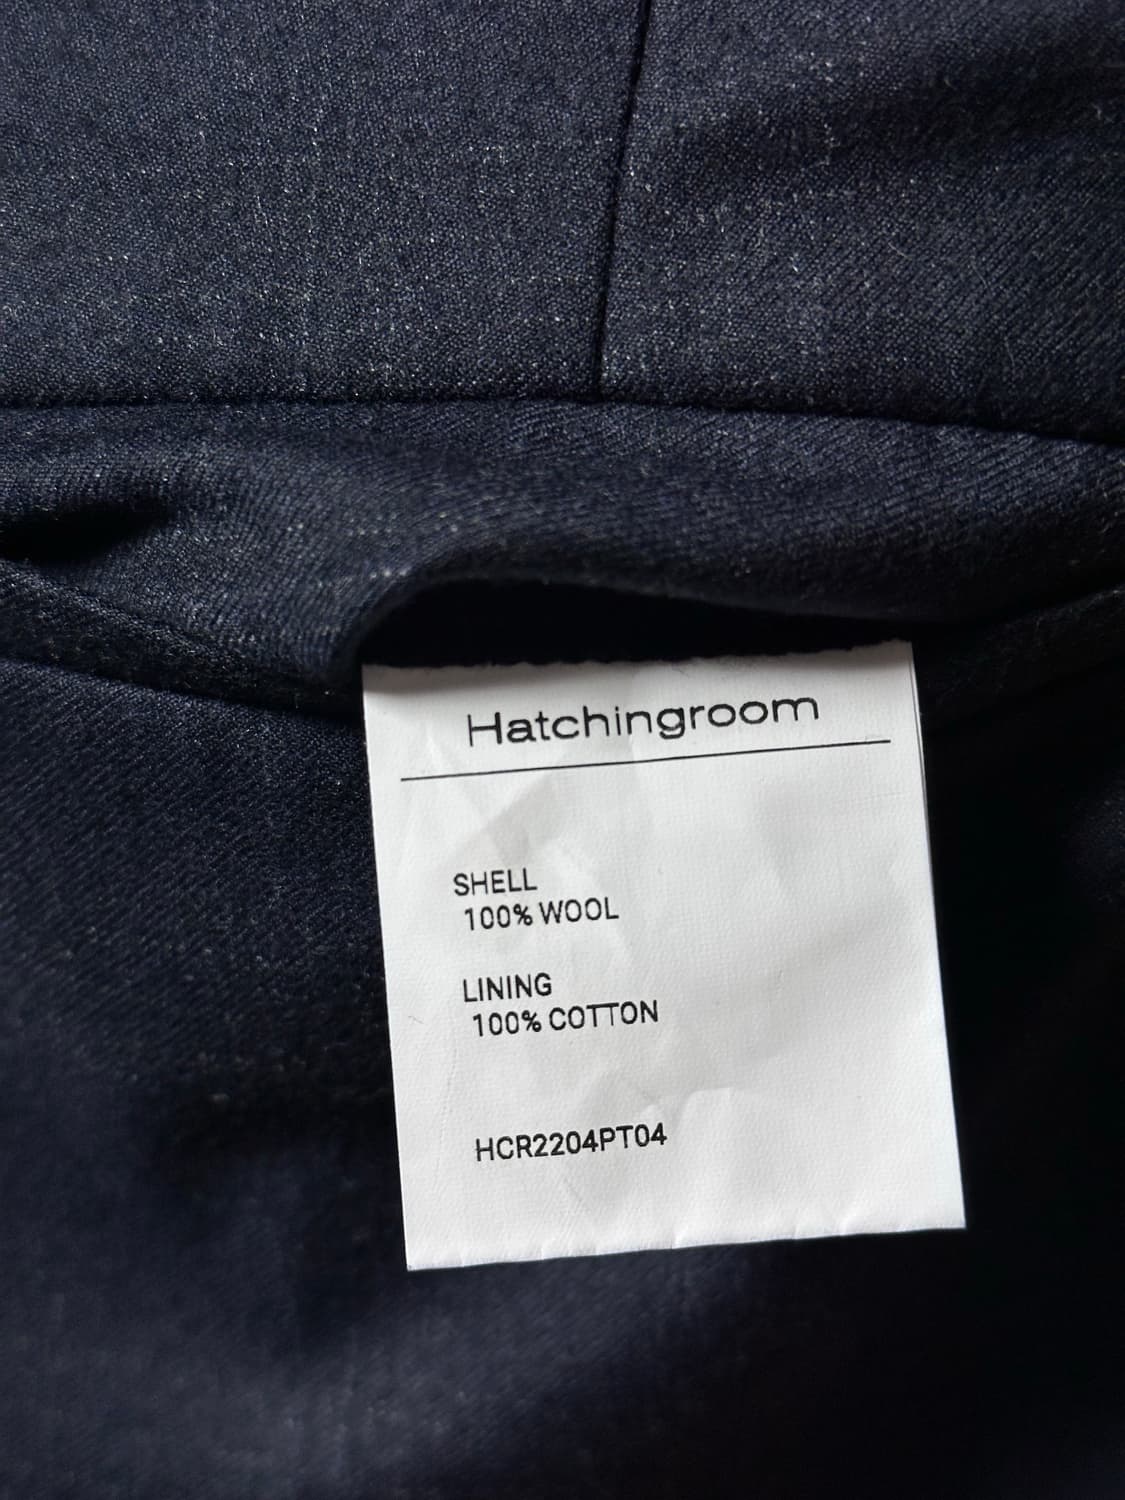 Hatchingroom
SHELL
100% WOOL
LINING
100% COTTON
HCR2204PT04